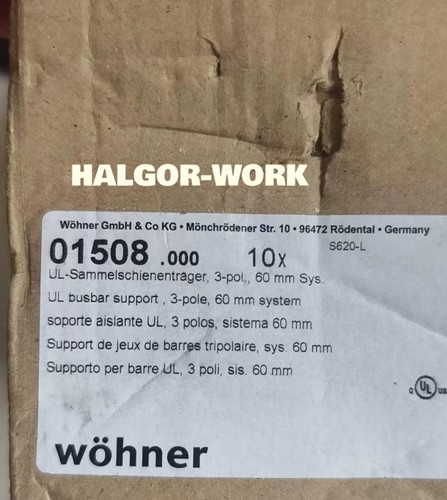 HALGOR-WORK
Wöhner GmbH & Co KG • Mönchrödener Str. 10 • 96472 Rödental • Germany
01508 .000 10x S620-L
UL-Sammelschienenträger, 3-pol., 60 mm Sys.
UL busbar support , 3-pole, 60 mm system
soporte aislante UL, 3 polos, sistema 60 mm
Support de jeux de barres tripolaire, sys. 60 mm
Supporto per barre UL, 3 poli, sis. 60 mm
c UL us
wöhner